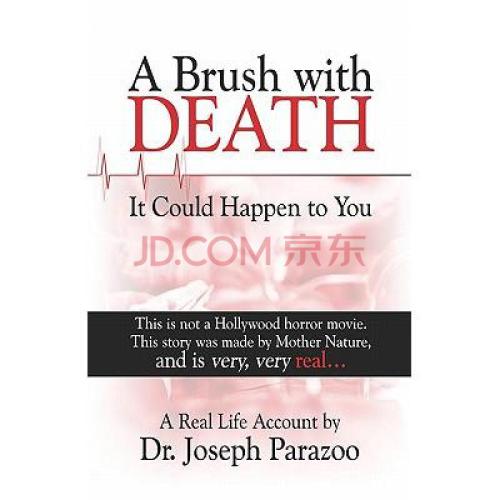 A Brush with
DEATH
It Could Happen to You
JD.COM 京东
This is not a Hollywood horror movie.
This story was made by Mother Nature,
and is very, very real...
A Real Life Account by
Dr. Joseph Parazoo